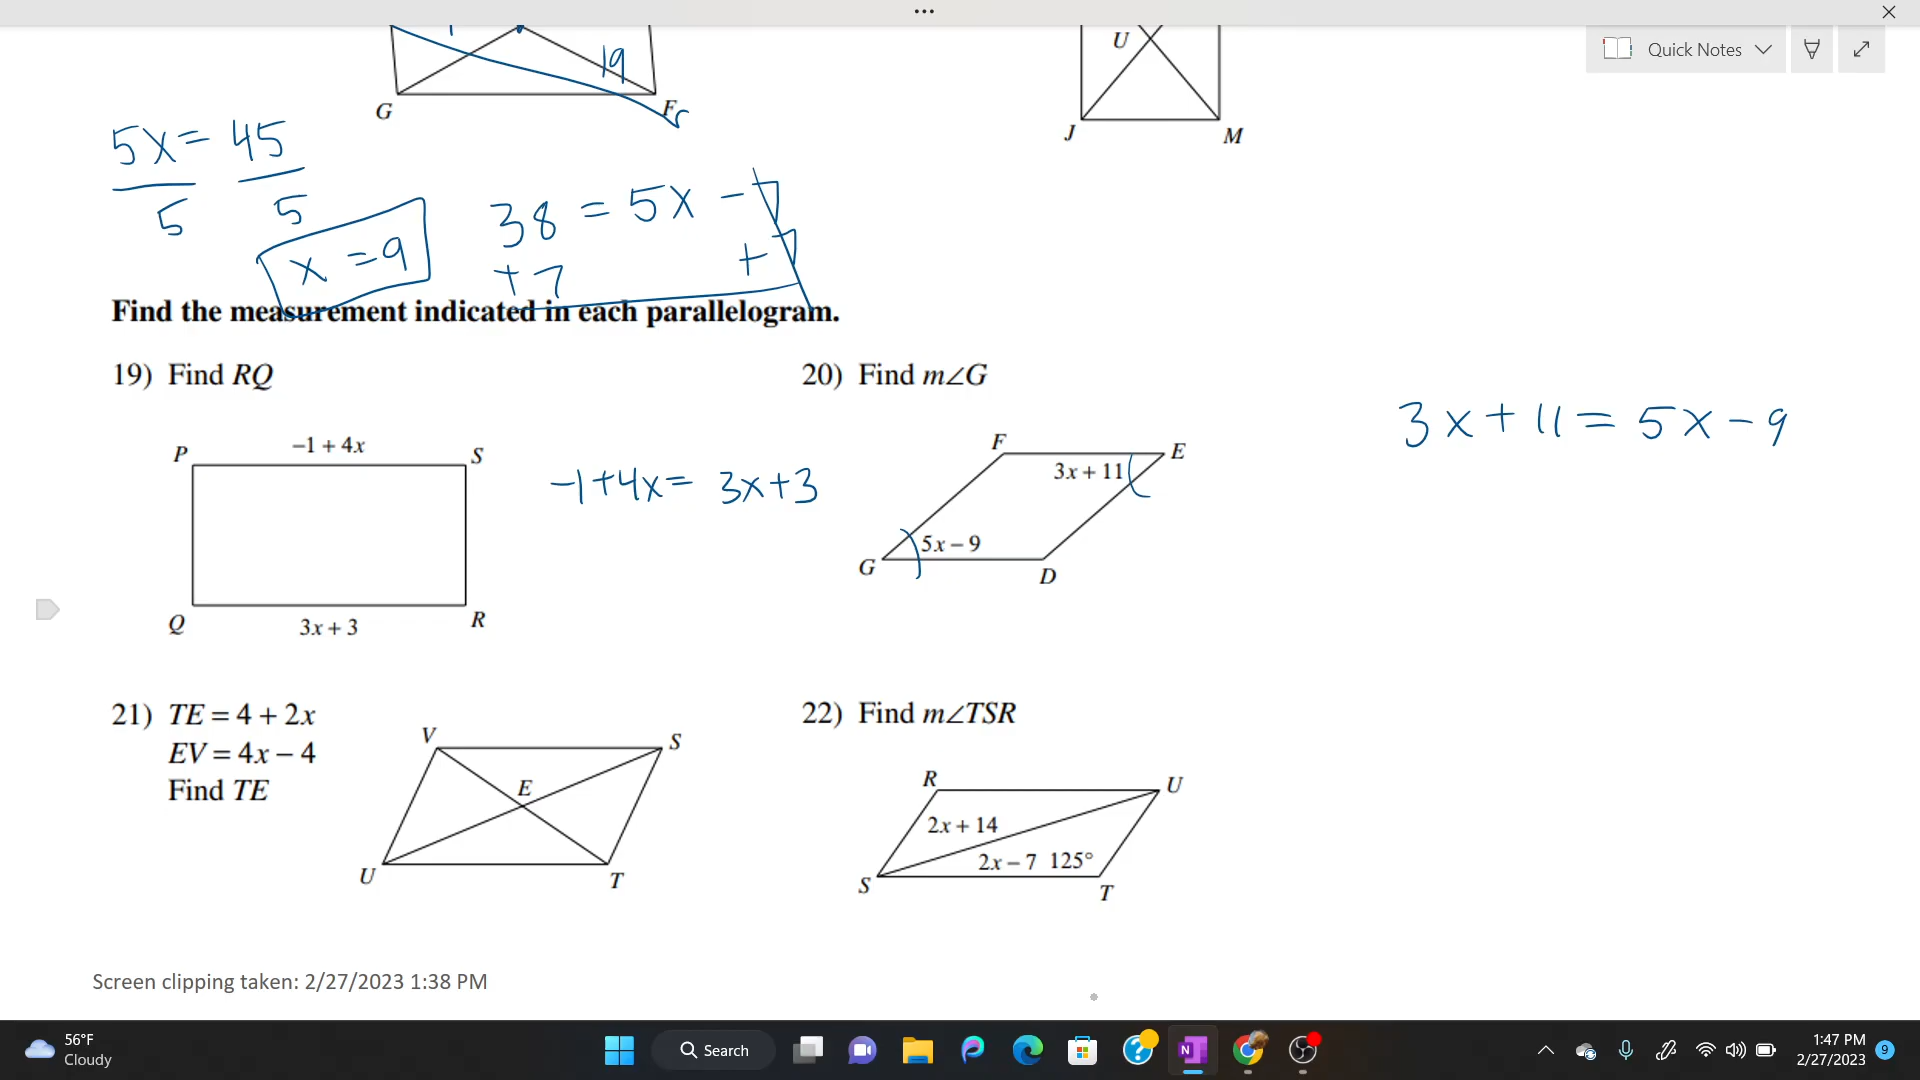 Quick Notes
U
19
G
F
J
M
5x = 45
5 5
x = 9
38 = 5x - 7
+7 +7
Find the measurement indicated in each parallelogram.
19) Find RQ
P
−1 + 4x
S
Q
3x + 3
R
-1+4x = 3x+3
20) Find m∠G
F
E
3x + 11
5x − 9
G
D
3x + 11 = 5x - 9
21) TE = 4 + 2x
EV = 4x − 4
Find TE
V
S
E
U
T
22) Find m∠TSR
R
U
2x + 14
2x − 7 125°
S
T
Screen clipping taken: 2/27/2023 1:38 PM
56°F
Cloudy
Search
1:47 PM
2/27/2023
9